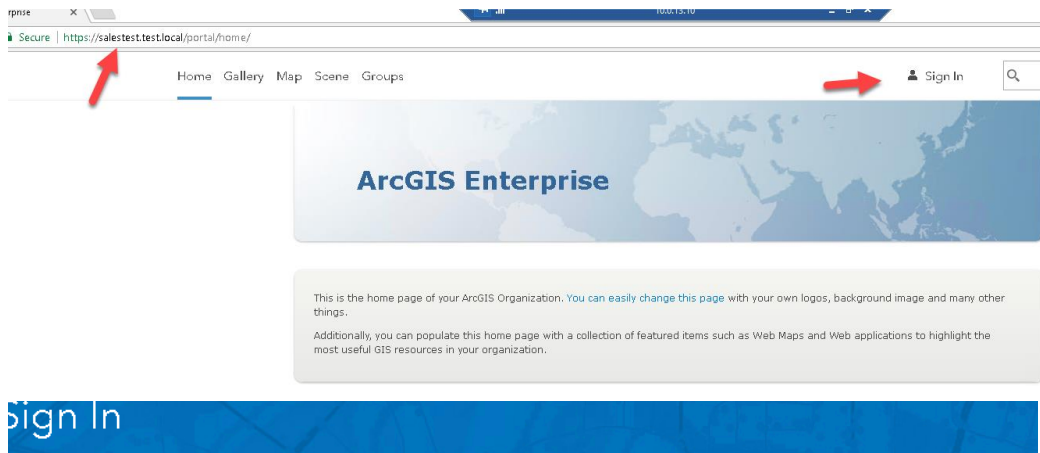 10.0.13.10
Secure | https://salestest.test.local/portal/home/
Home Gallery Map Scene Groups Sign In
ArcGIS Enterprise
This is the home page of your ArcGIS Organization. You can easily change this page with your own logos, background image and many other
things.
Additionally, you can populate this home page with a collection of featured items such as Web Maps and Web applications to highlight the
most useful GIS resources in your organization.
Sign In